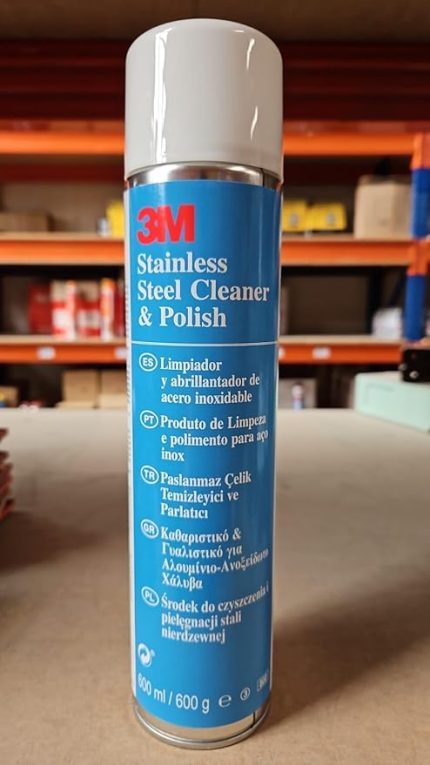 3M
Stainless
Steel Cleaner
& Polish
ES Limpiador
y abrillantador de
acero inoxidable
PT Produto de Limpeza
e polimento para aço
inox
TR Paslanmaz Çelik
Temizleyici ve
Parlatıcı
GR Καθαριστικό &
Γυαλιστικό για
Αλουμίνιο-Ανοξείδωτο
Χάλυβα
PL Środek do czyszczenia i
pielęgnacji stali
nierdzewnej
600 ml / 600 g e 3